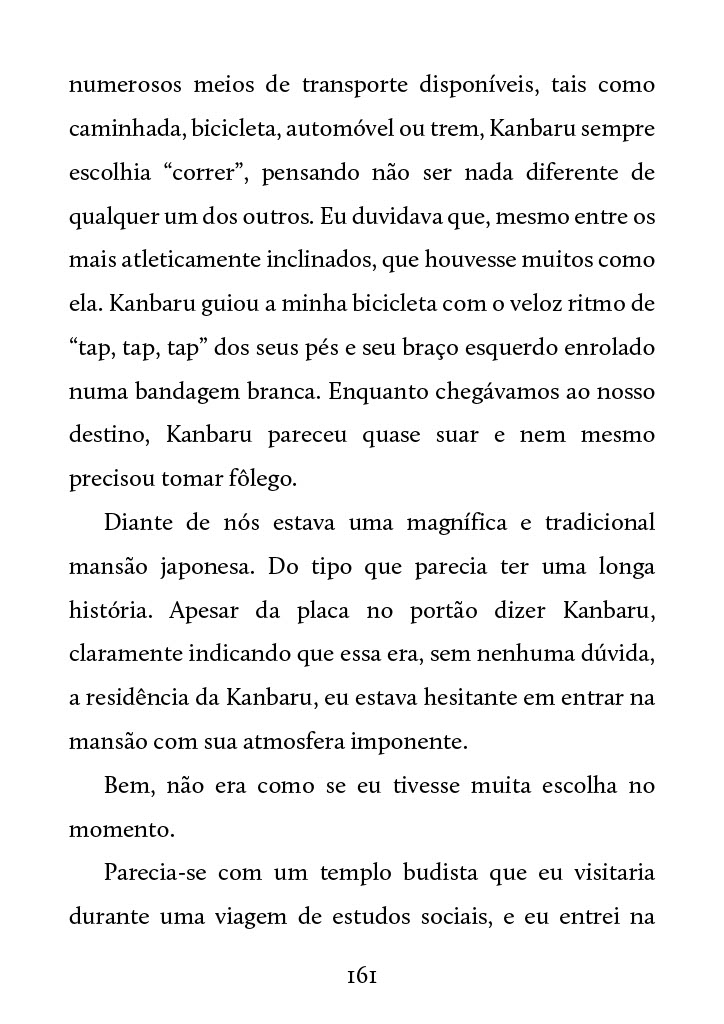 numerosos meios de transporte disponíveis, tais como
caminhada, bicicleta, automóvel ou trem, Kanbaru sempre
escolhia “correr”, pensando não ser nada diferente de
qualquer um dos outros. Eu duvidava que, mesmo entre os
mais atleticamente inclinados, que houvesse muitos como
ela. Kanbaru guiou a minha bicicleta com o veloz ritmo de
“tap, tap, tap” dos seus pés e seu braço esquerdo enrolado
numa bandagem branca. Enquanto chegávamos ao nosso
destino, Kanbaru pareceu quase suar e nem mesmo
precisou tomar fôlego.
Diante de nós estava uma magnífica e tradicional
mansão japonesa. Do tipo que parecia ter uma longa
história. Apesar da placa no portão dizer Kanbaru,
claramente indicando que essa era, sem nenhuma dúvida,
a residência da Kanbaru, eu estava hesitante em entrar na
mansão com sua atmosfera imponente.
Bem, não era como se eu tivesse muita escolha no
momento.
Parecia-se com um templo budista que eu visitaria
durante uma viagem de estudos sociais, e eu entrei na
161